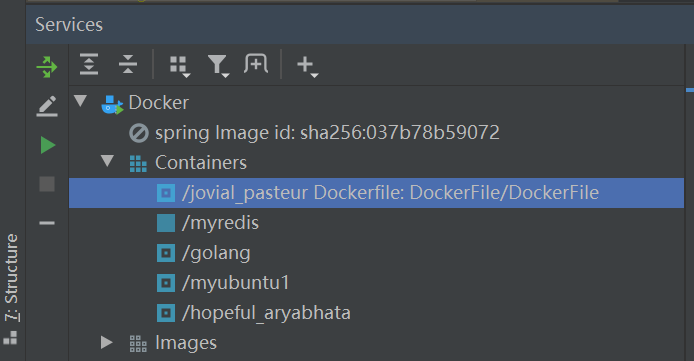 Services
Docker
spring Image id: sha256:037b78b59072
Containers
/jovial_pasteur Dockerfile: DockerFile/DockerFile
/myredis
/golang
/myubuntu1
/hopeful_aryabhata
Images
7: Structure